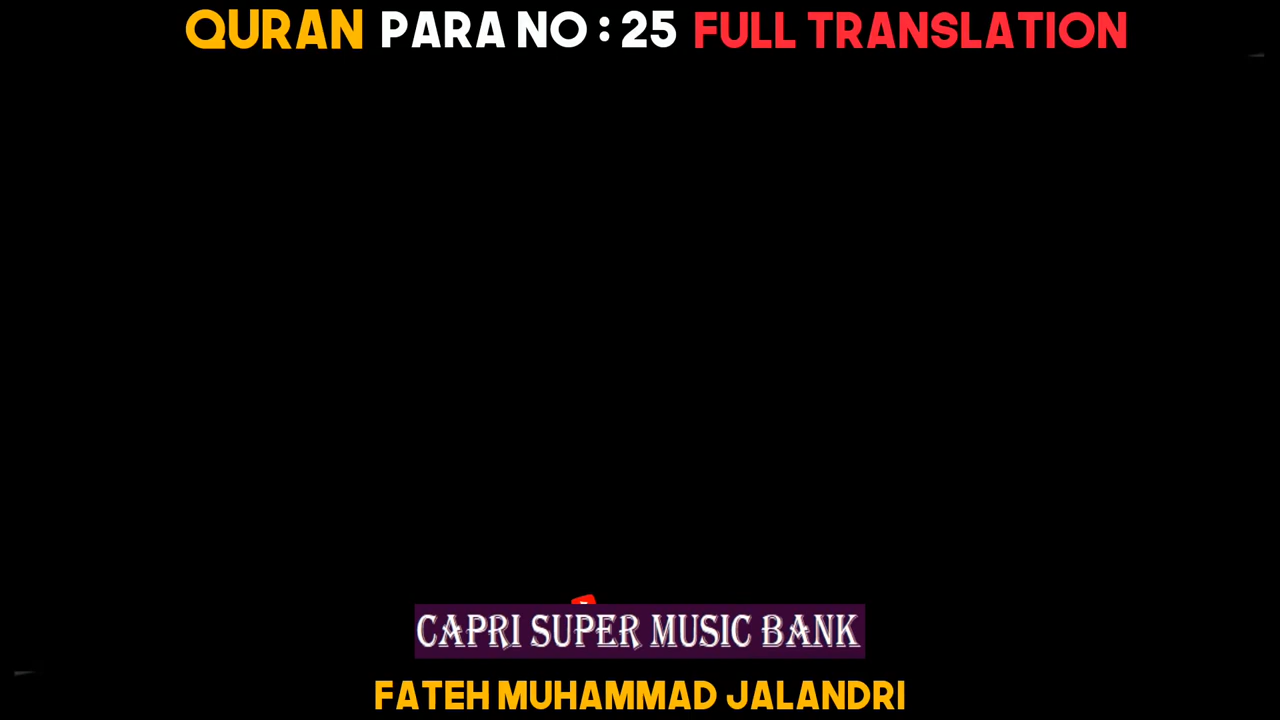 QURAN PARA NO : 25 FULL TRANSLATION
CAPRI SUPER MUSIC BANK
FATEH MUHAMMAD JALANDRI